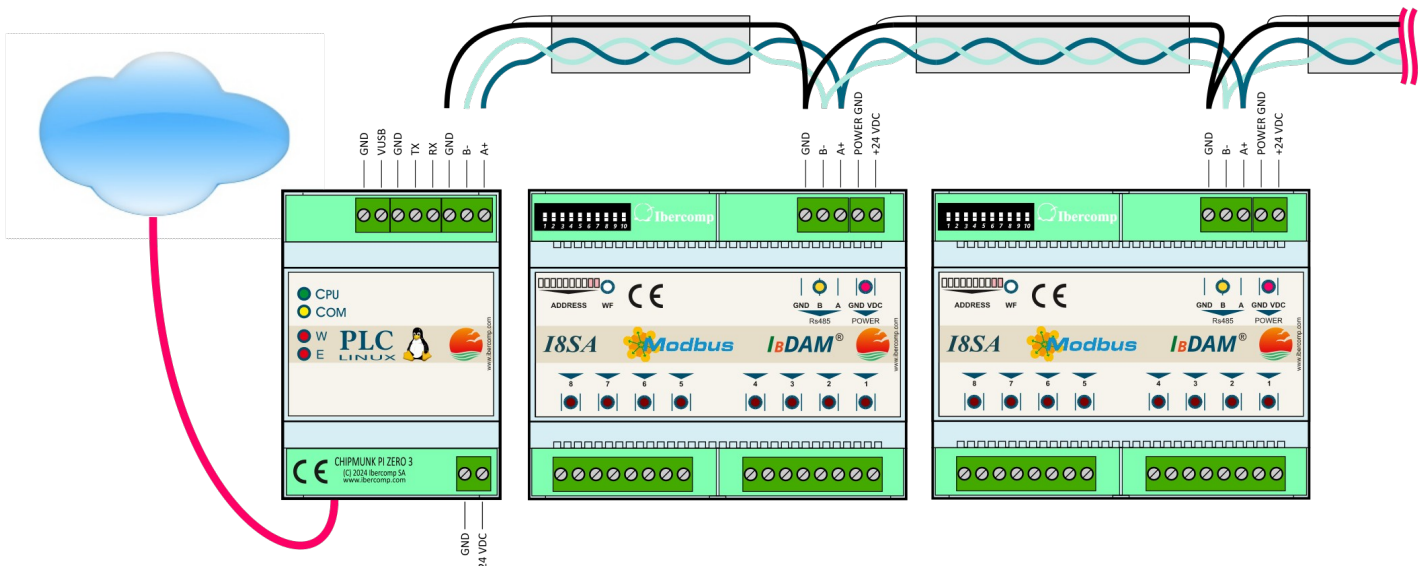 GND
VUSB
GND
TX
RX
GND
B-
A+
GND
B-
A+
POWER GND
+24 VDC
GND
B-
A+
POWER GND
+24 VDC
CPU
COM
W
E
PLC
LINUX
www.ibercomp.com
CHIPMUNK PI ZERO 3
(C) 2024 Ibercomp SA
www.ibercomp.com
CE
GND
24 VDC
1 2 3 4 5 6 7 8 9 10
Ibercomp
ADDRESS WF CE
GND B A GND VDC
Rs485 POWER
I8SA Modbus IBDAM®
www.ibercomp.com
8 7 6 5 4 3 2 1
1 2 3 4 5 6 7 8 9 10
Ibercomp
ADDRESS WF CE
GND B A GND VDC
Rs485 POWER
I8SA Modbus IBDAM®
www.ibercomp.com
8 7 6 5 4 3 2 1